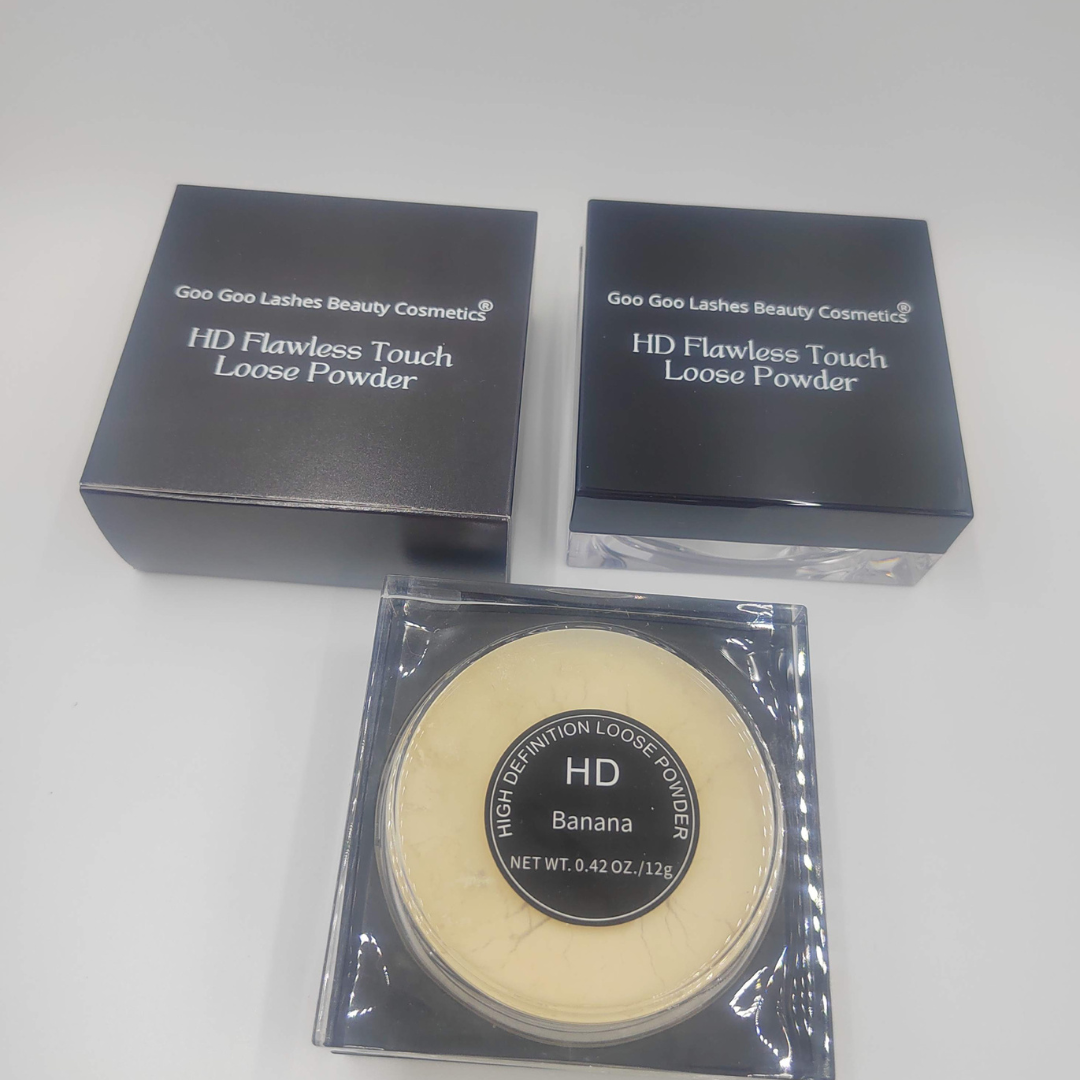 Goo Goo Lashes Beauty Cosmetics®
HD Flawless Touch
Loose Powder
Goo Goo Lashes Beauty Cosmetics®
HD Flawless Touch
Loose Powder
HIGH DEFINITION LOOSE POWDER
HD
Banana
NET WT. 0.42 OZ./12g